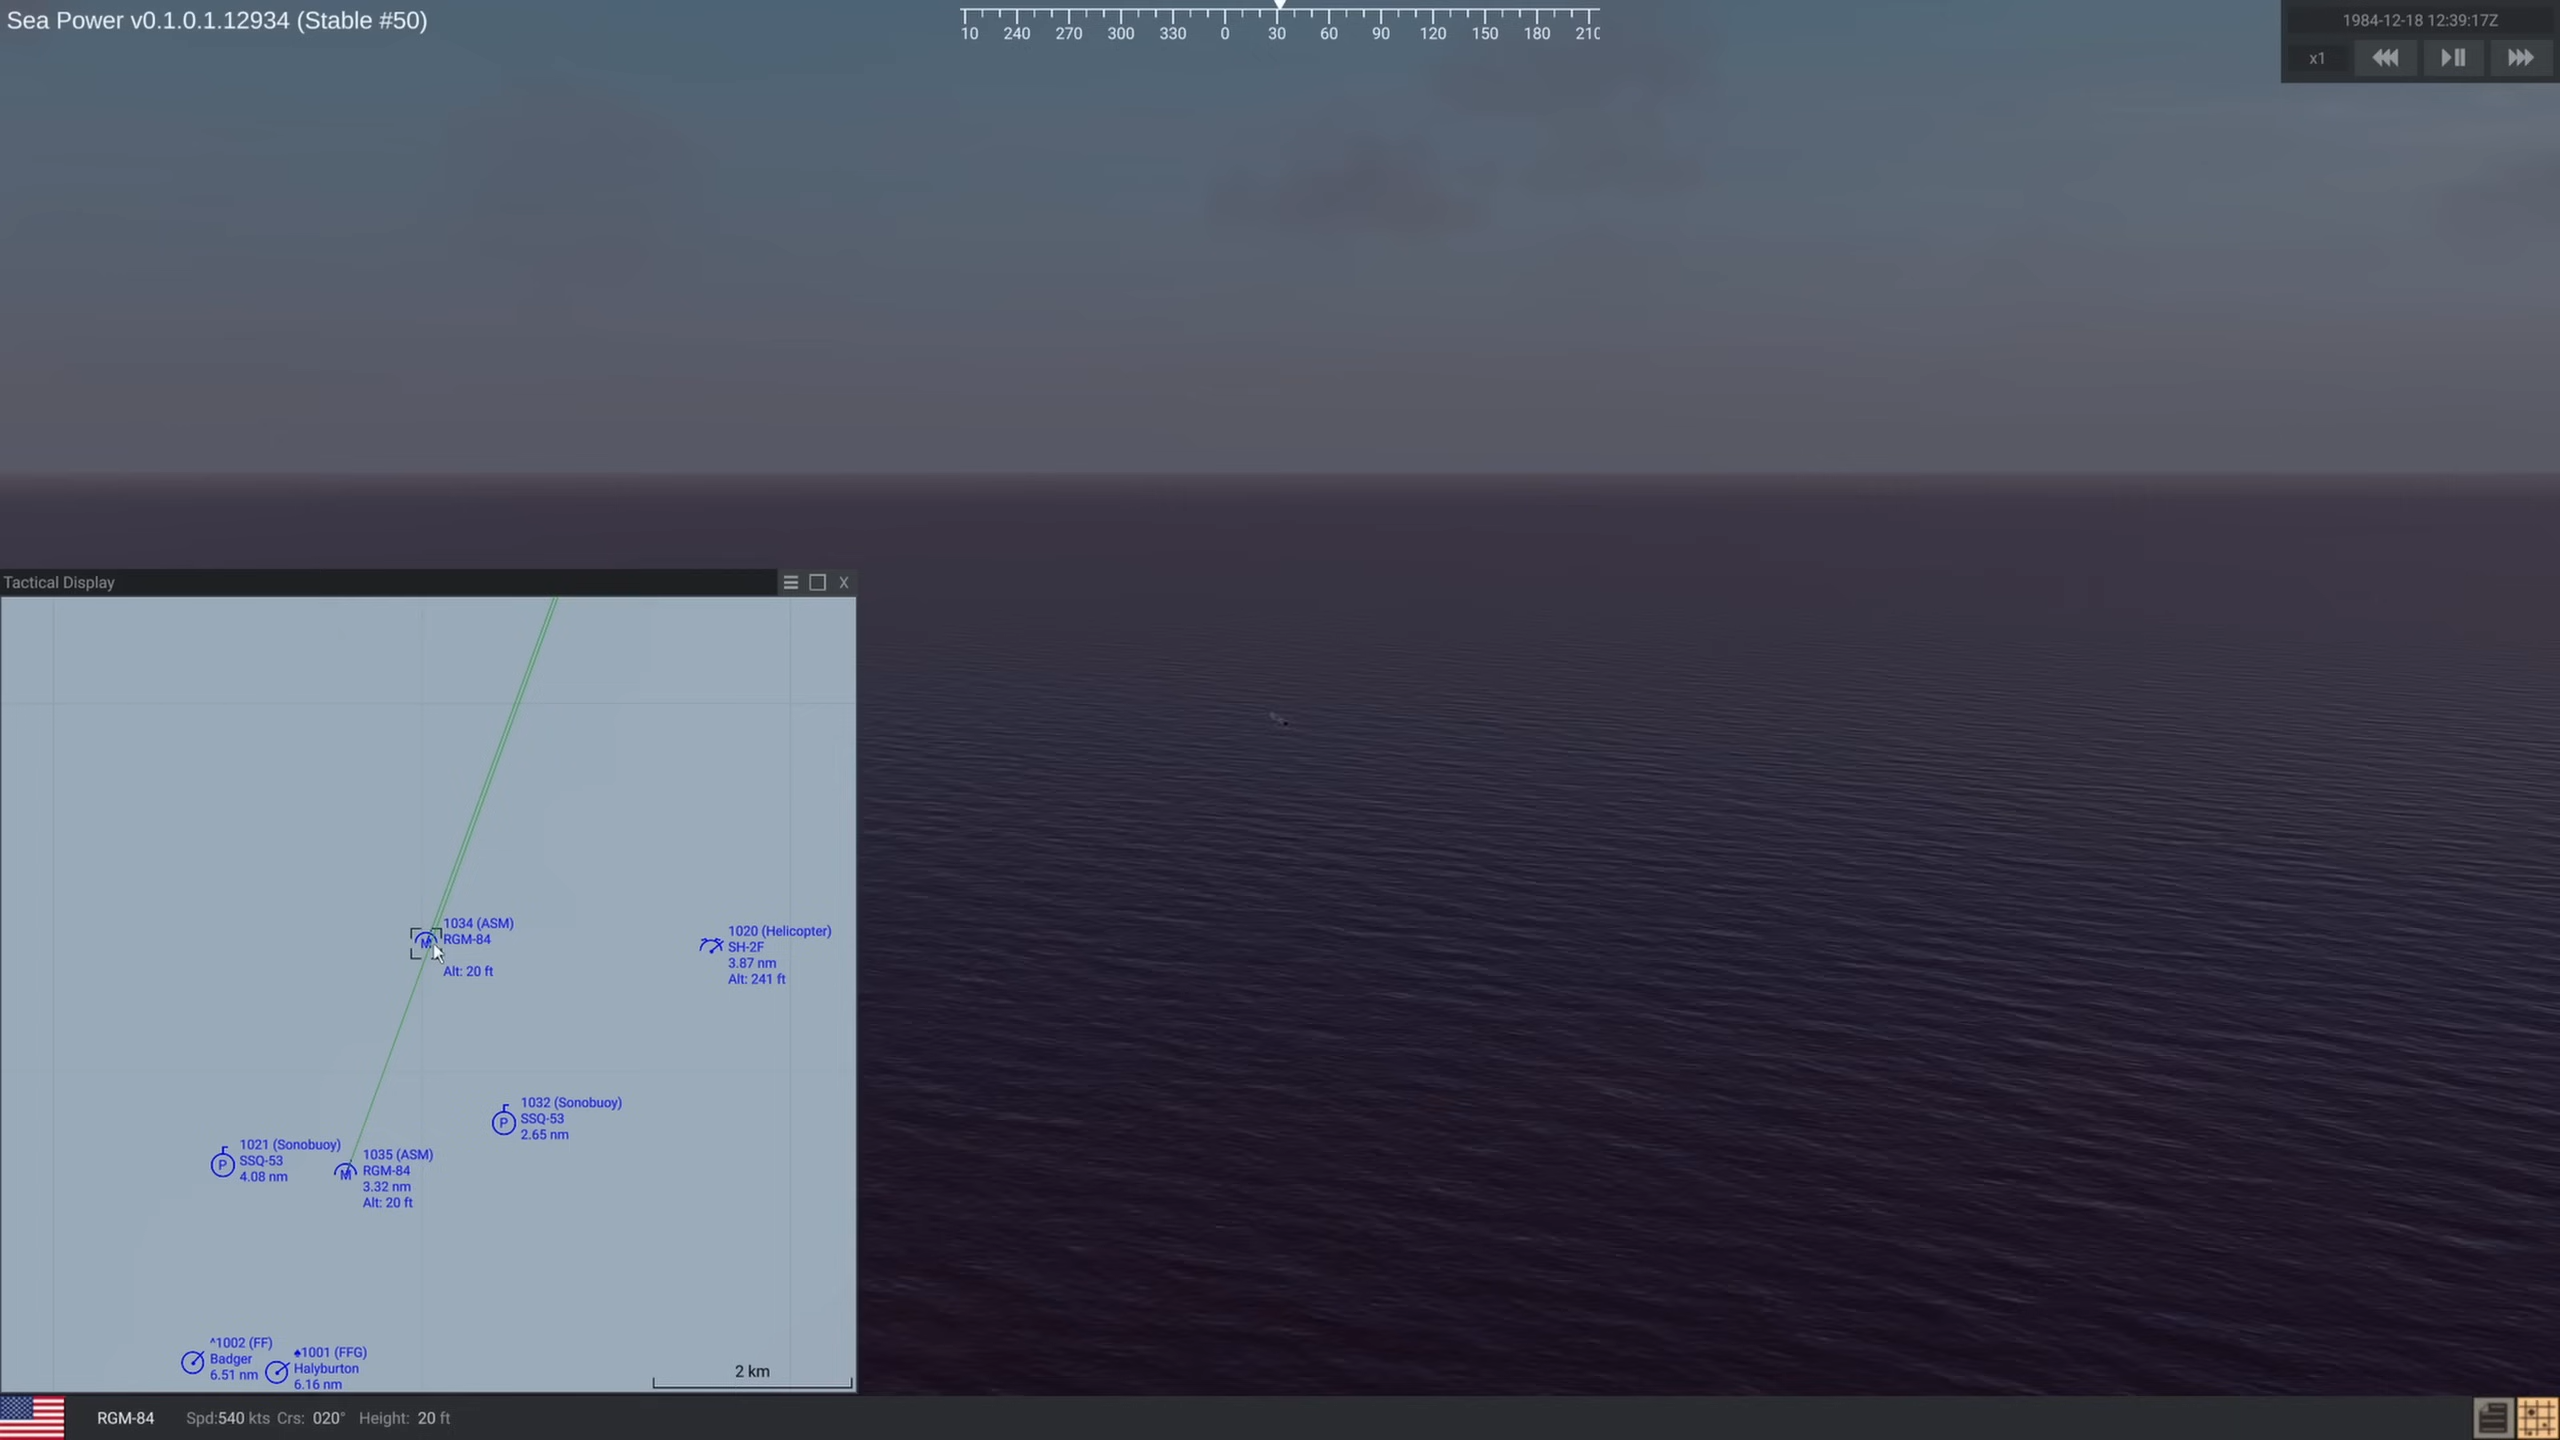 Sea Power v0.1.0.1.12934 (Stable #50)
10 240 270 300 330 0 30 60 90 120 150 180 210
1984-12-18 12:39:17Z
x1
Tactical Display
X
1034 (ASM)
RGM-84
Alt: 20 ft
M
1020 (Helicopter)
SH-2F
3.87 nm
Alt: 241 ft
1032 (Sonobuoy)
SSQ-53
2.65 nm
P
1021 (Sonobuoy)
SSQ-53
4.08 nm
P
1035 (ASM)
RGM-84
3.32 nm
Alt: 20 ft
M
^1002 (FF)
Badger
6.51 nm
♠1001 (FFG)
Halyburton
6.16 nm
2 km
RGM-84 Spd:540 kts Crs: 020° Height: 20 ft